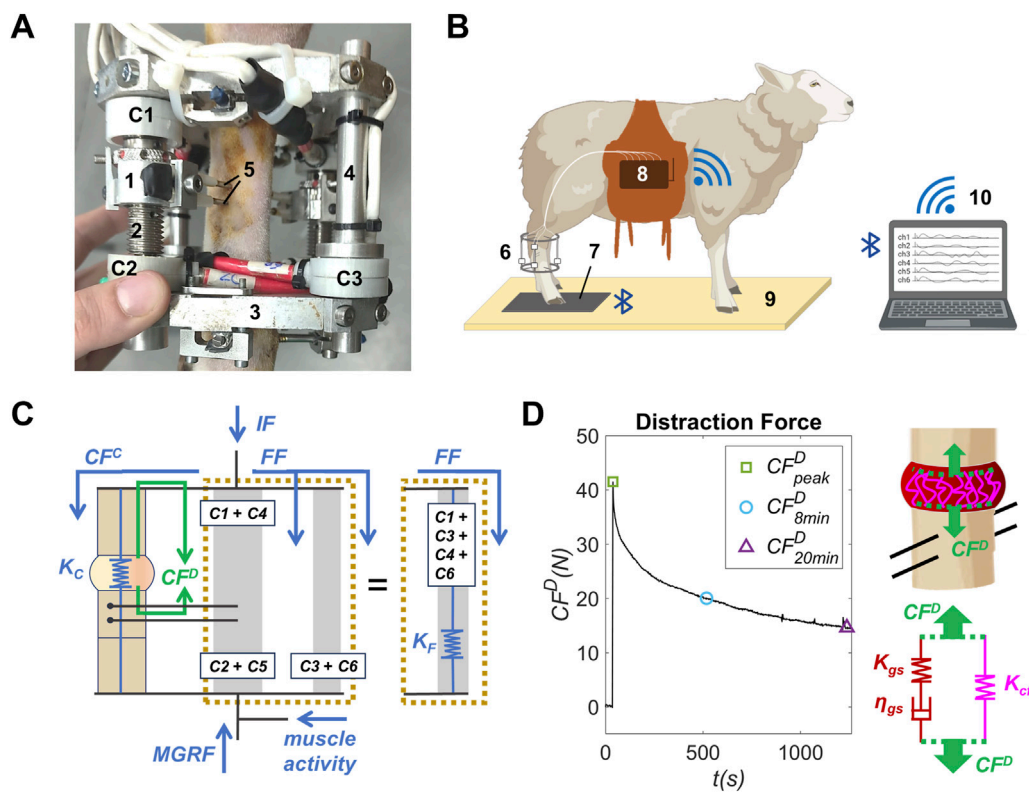 A
C1
1
2
C2
3
4
5
C3
B
6
7
8
9
10
ch1
ch2
ch3
ch4
ch5
ch6
C
IF
CF^C
FF
FF
C1 + C4
C1 +
C3 +
C4 +
C6
K_C
CF^D
=
K_F
C2 + C5
C3 + C6
MGRF
muscle
activity
D
Distraction Force
50
40
30
20
10
0
CF^D(N)
CF^D_peak
CF^D_8min
CF^D_20min
0
500
1000
t(s)
CF^D
CF^D
K_gs
η_gs
CF^D